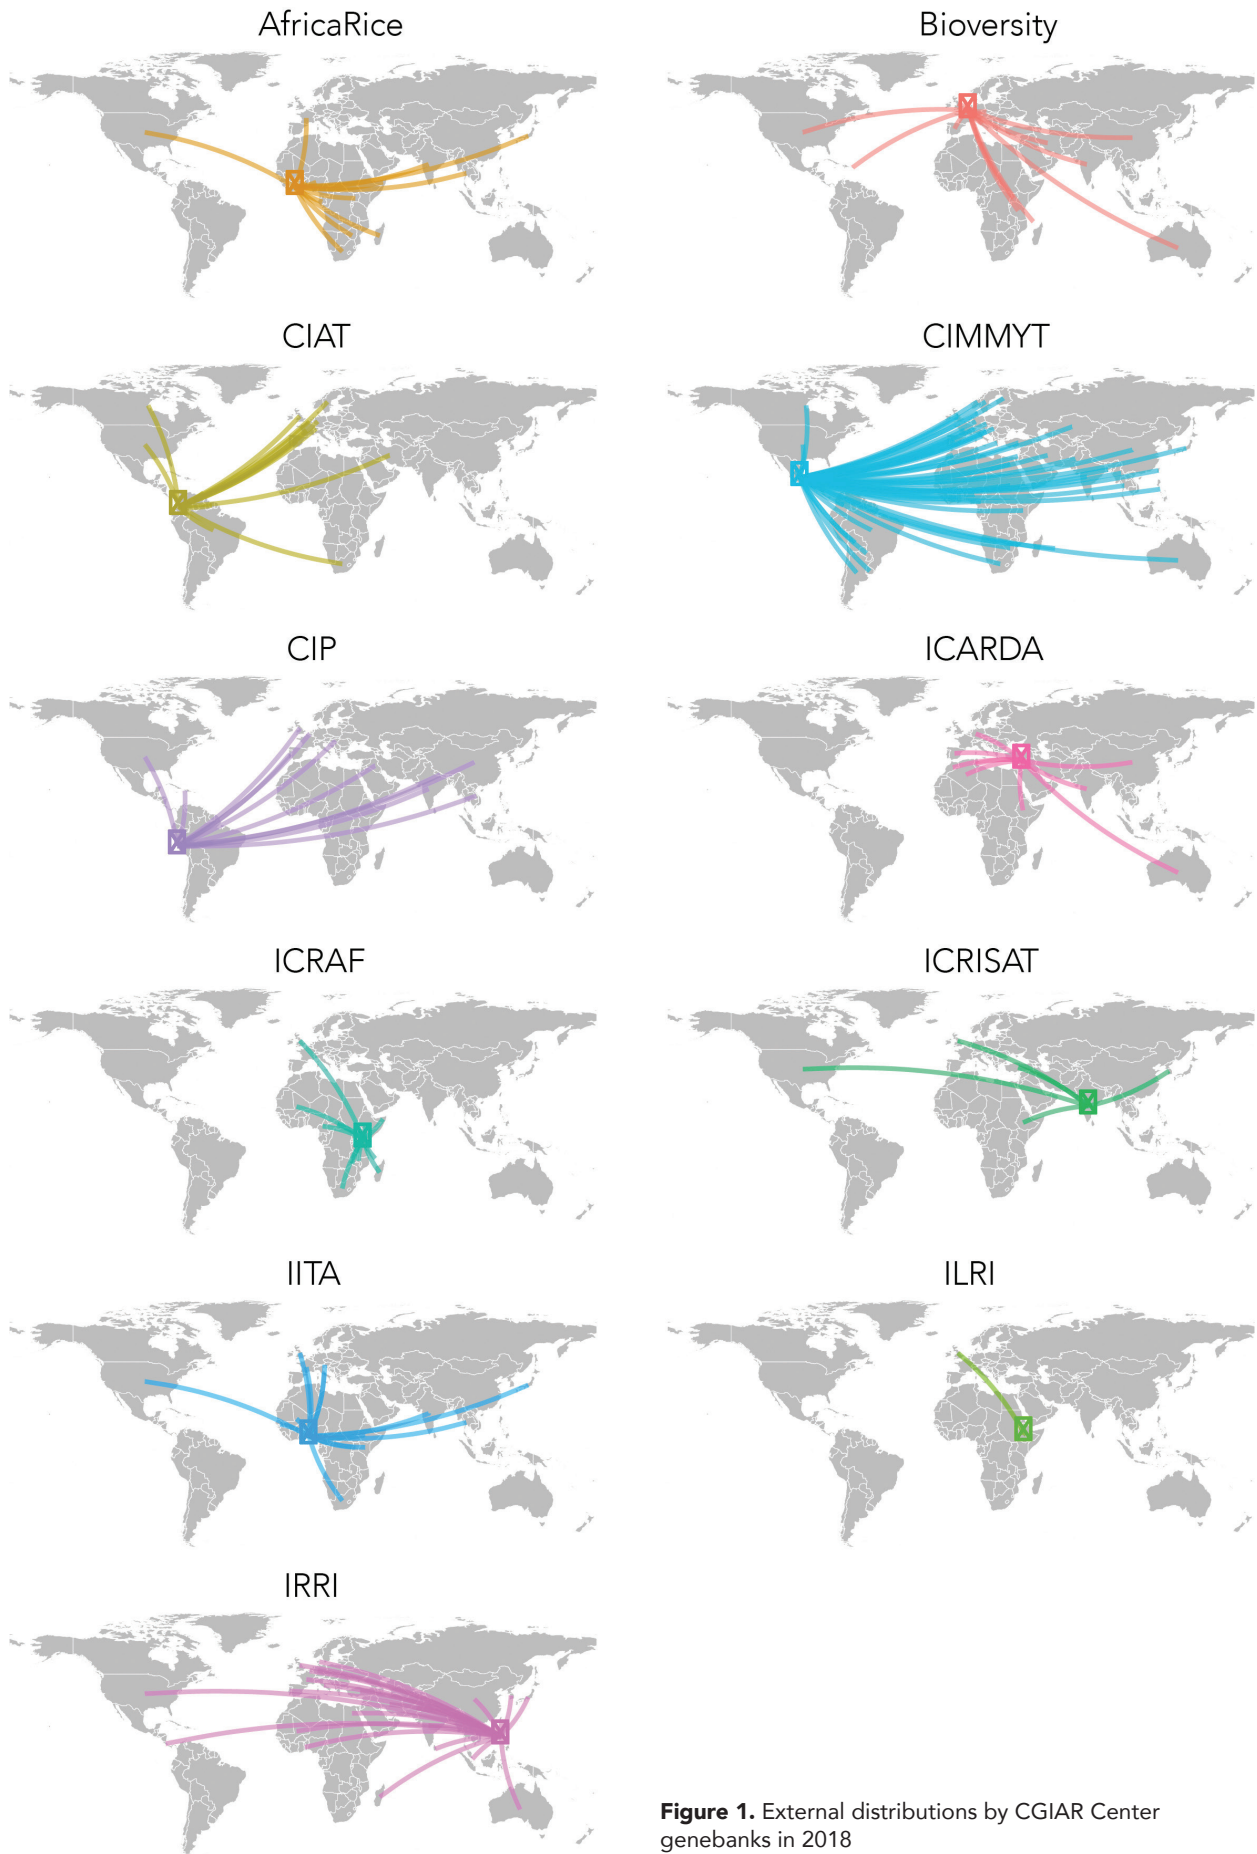 AfricaRice
Bioversity
CIAT
CIMMYT
CIP
ICARDA
ICRAF
ICRISAT
IITA
ILRI
IRRI
Figure 1. External distributions by CGIAR Center
genebanks in 2018